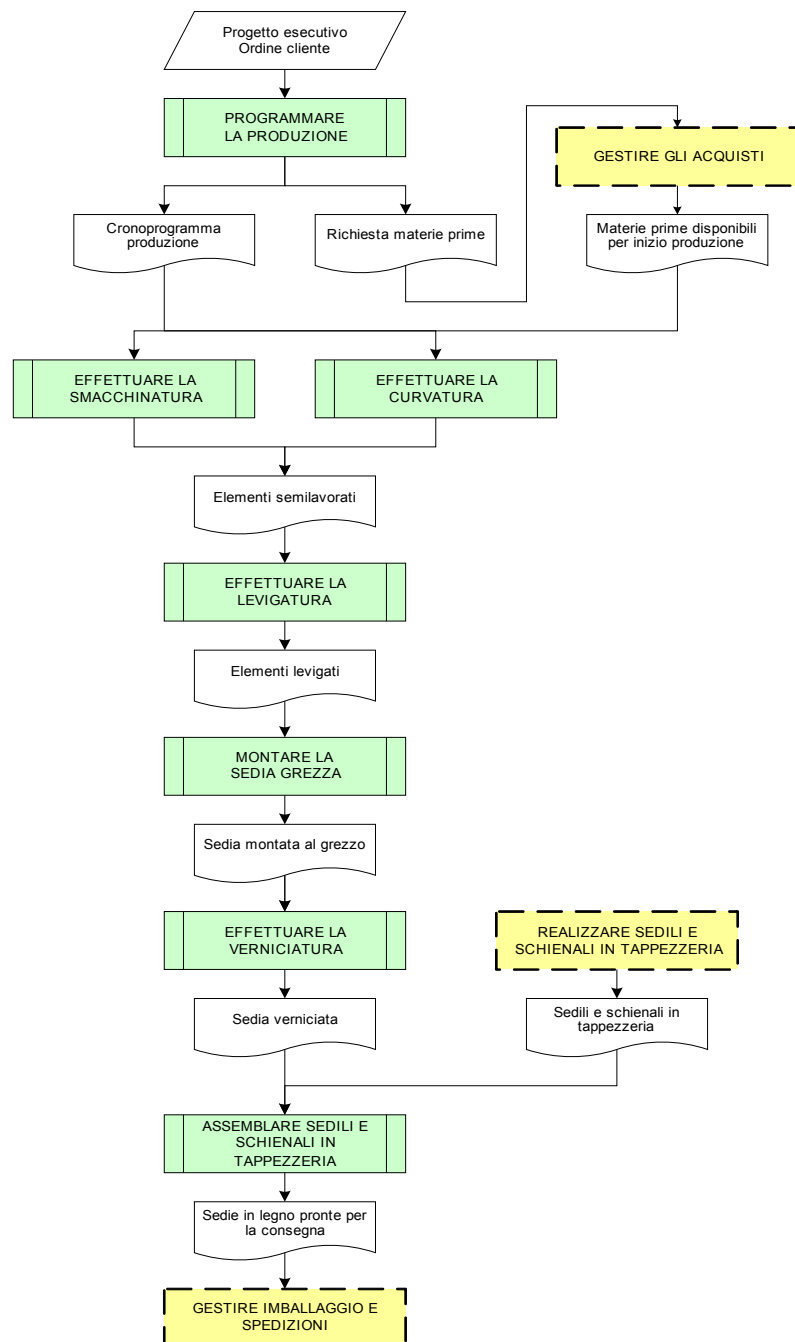 Progetto esecutivo
Ordine cliente
PROGRAMMARE
LA PRODUZIONE
GESTIRE GLI ACQUISTI
Cronoprogramma
produzione
Richiesta materie prime
Materie prime disponibili
per inizio produzione
EFFETTUARE LA
SMACCHINATURA
EFFETTUARE LA
CURVATURA
Elementi semilavorati
EFFETTUARE LA
LEVIGATURA
Elementi levigati
MONTARE LA
SEDIA GREZZA
Sedia montata al grezzo
EFFETTUARE LA
VERNICIATURA
REALIZZARE SEDILI E
SCHIENALI IN TAPPEZZERIA
Sedia verniciata
Sedili e schienali in
tappezzeria
ASSEMBLARE SEDILI E
SCHIENALI IN
TAPPEZZERIA
Sedie in legno pronte per
la consegna
GESTIRE IMBALLAGGIO E
SPEDIZIONI